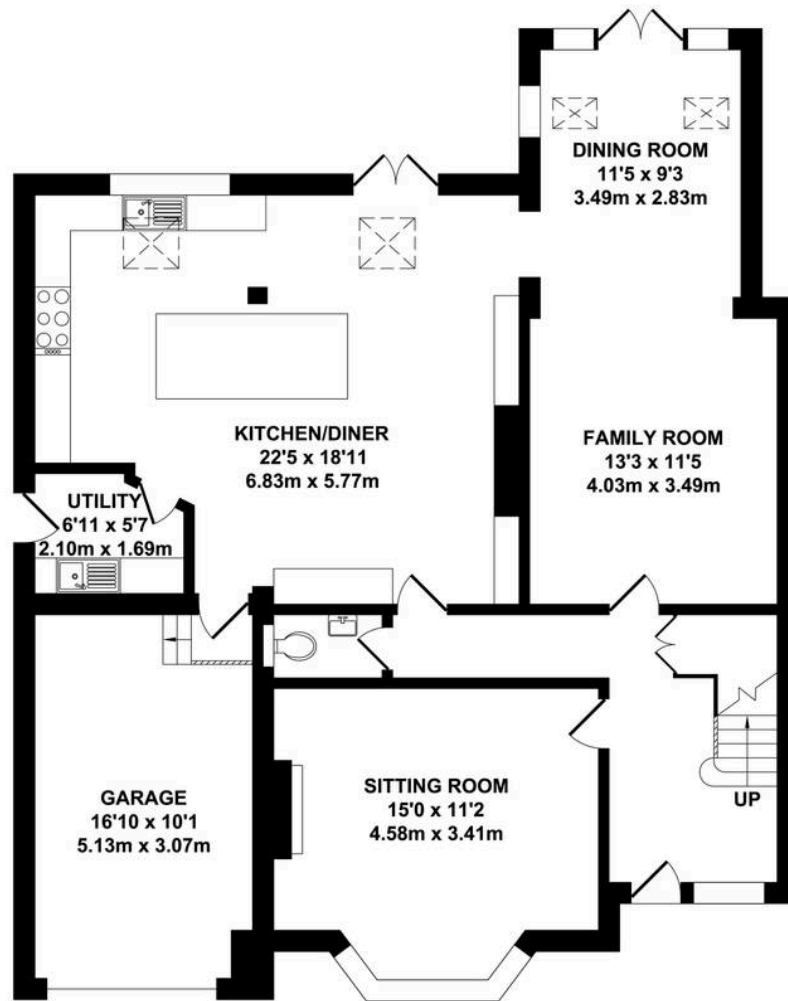 DINING ROOM
11'5 x 9'3
3.49m x 2.83m
KITCHEN/DINER
22'5 x 18'11
6.83m x 5.77m
FAMILY ROOM
13'3 x 11'5
4.03m x 3.49m
UTILITY
6'11 x 5'7
2.10m x 1.69m
GARAGE
16'10 x 10'1
5.13m x 3.07m
SITTING ROOM
15'0 x 11'2
4.58m x 3.41m
UP